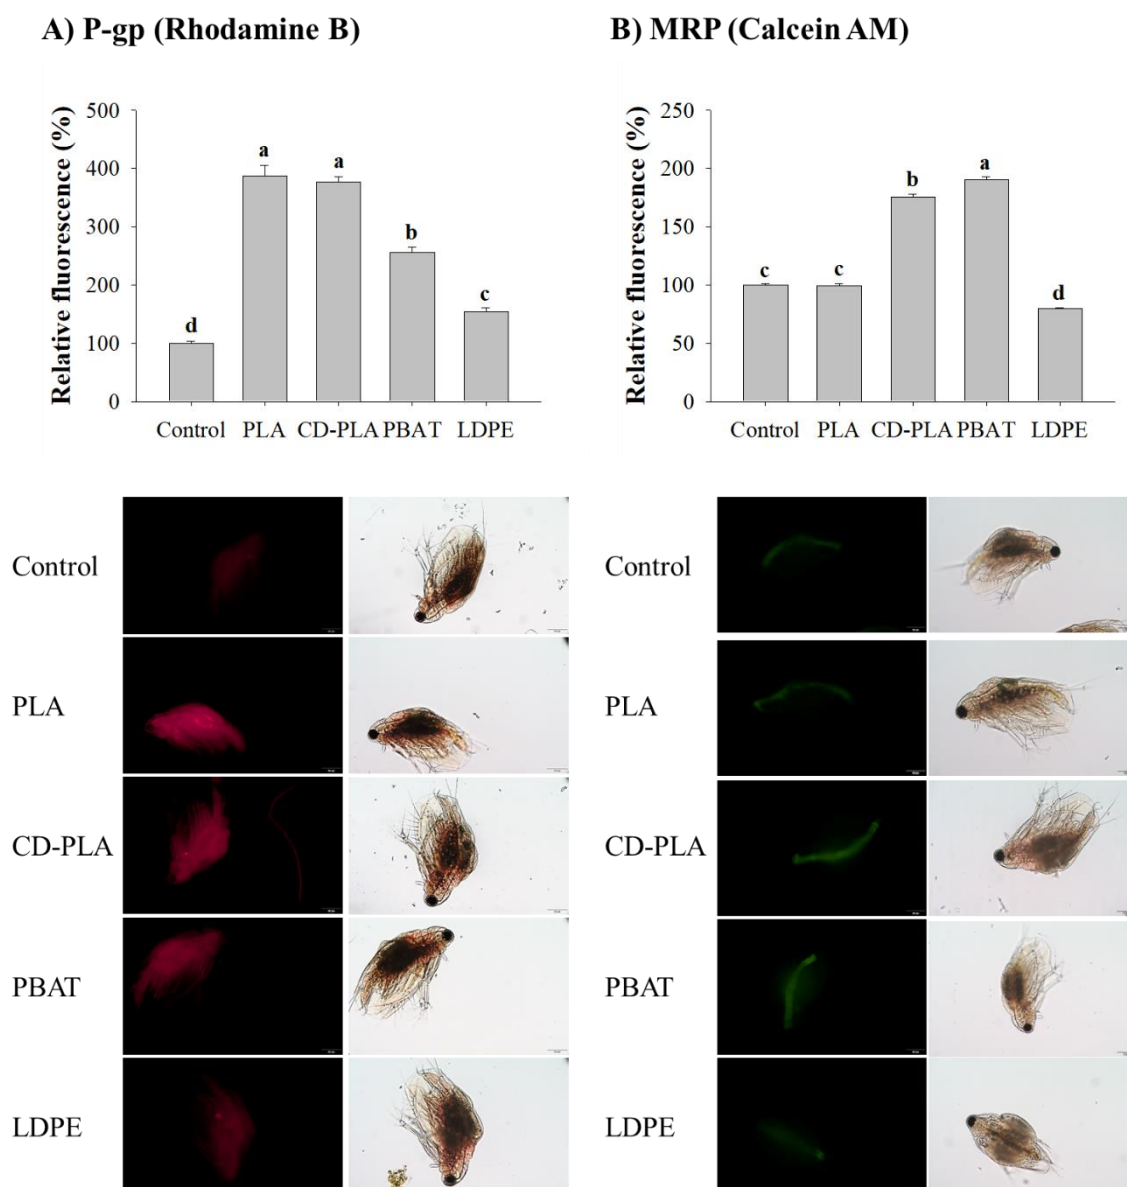 A) P-gp (Rhodamine B)
Relative fluorescence (%)
500
400
300
200
100
0
d
a
a
b
c
Control PLA CD-PLA PBAT LDPE
B) MRP (Calcein AM)
Relative fluorescence (%)
250
200
150
100
50
0
c
c
b
a
d
Control PLA CD-PLA PBAT LDPE
Control
PLA
CD-PLA
PBAT
LDPE
Control
PLA
CD-PLA
PBAT
LDPE